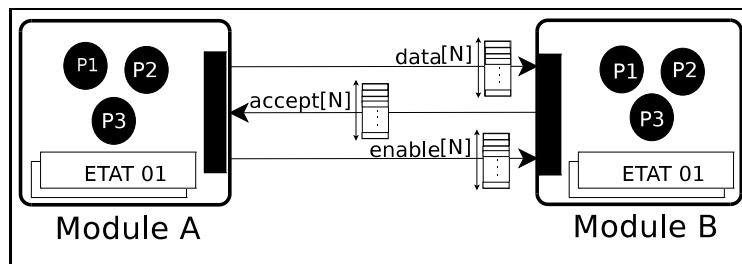 P1
P2
P3
ETAT 01
Module A
data[N]
accept[N]
enable[N]
P1
P2
P3
ETAT 01
Module B